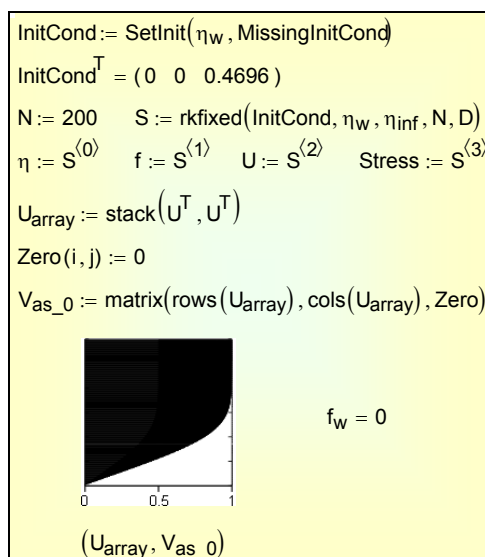 InitCond := SetInit(η_w , MissingInitCond)
InitCond^T = ( 0 0 0.4696 )
N := 200 S := rkfixed(InitCond , η_w , η_inf , N , D)
η := S^⟨0⟩ f := S^⟨1⟩ U := S^⟨2⟩ Stress := S^⟨3⟩
U_array := stack(U^T , U^T)
Zero(i , j) := 0
V_as_0 := matrix(rows(U_array) , cols(U_array) , Zero)
f_w = 0
0 0.5 1
(U_array , V_as_0)